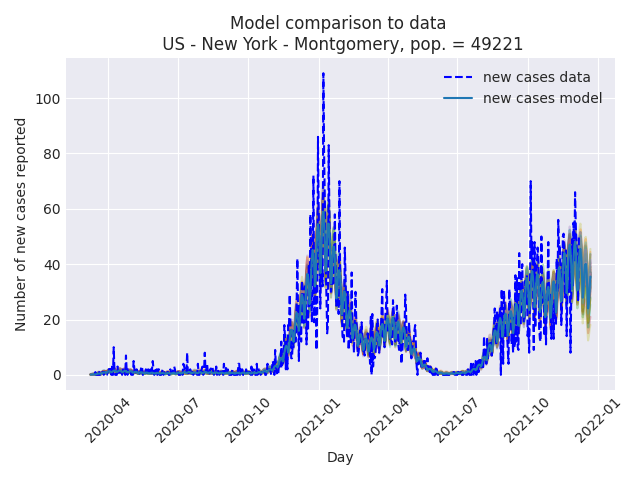 Model comparison to data
US - New York - Montgomery, pop. = 49221
new cases data
new cases model
Number of new cases reported
100
80
60
40
20
0
2020-04
2020-07
2020-10
2021-01
2021-04
2021-07
2021-10
2022-01
Day